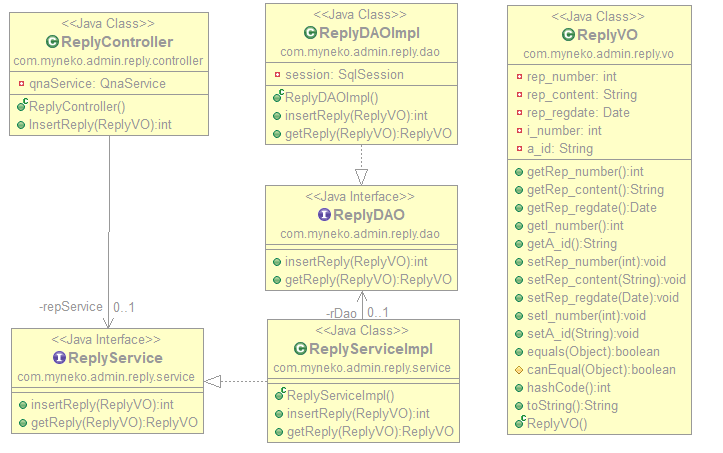 <<Java Class>>
ReplyController
com.myneko.admin.reply.controller
qnaService: QnaService
ReplyController()
InsertReply(ReplyVO):int
<<Java Class>>
ReplyDAOImpl
com.myneko.admin.reply.dao
session: SqlSession
ReplyDAOImpl()
insertReply(ReplyVO):int
getReply(ReplyVO):ReplyVO
<<Java Interface>>
ReplyDAO
com.myneko.admin.reply.dao
insertReply(ReplyVO):int
getReply(ReplyVO):ReplyVO
-repService 0..1
-rDao 0..1
<<Java Interface>>
ReplyService
com.myneko.admin.reply.service
insertReply(ReplyVO):int
getReply(ReplyVO):ReplyVO
<<Java Class>>
ReplyServiceImpl
com.myneko.admin.reply.service
ReplyServiceImpl()
insertReply(ReplyVO):int
getReply(ReplyVO):ReplyVO
<<Java Class>>
ReplyVO
com.myneko.admin.reply.vo
rep_number: int
rep_content: String
rep_regdate: Date
i_number: int
a_id: String
getRep_number():int
getRep_content():String
getRep_regdate():Date
getI_number():int
getA_id():String
setRep_number(int):void
setRep_content(String):void
setRep_regdate(Date):void
setI_number(int):void
setA_id(String):void
equals(Object):boolean
canEqual(Object):boolean
hashCode():int
toString():String
ReplyVO()